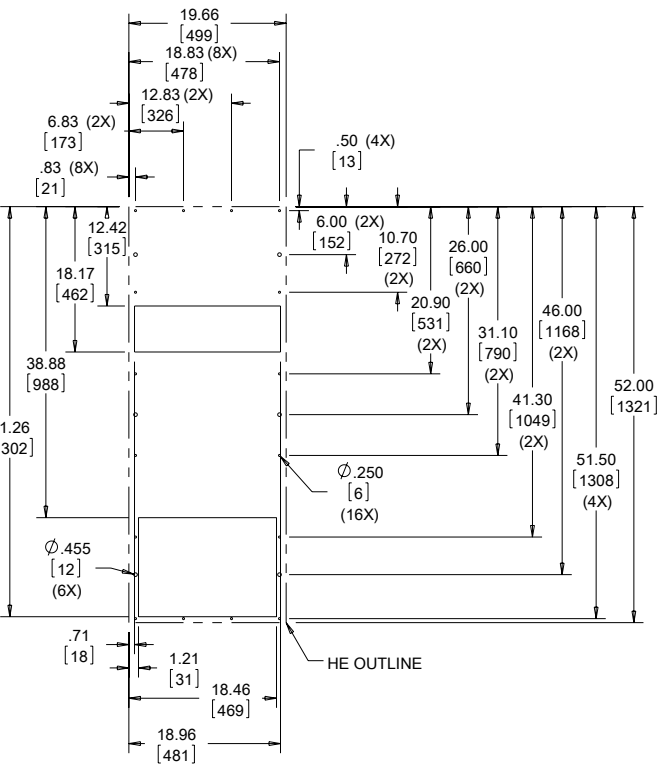 19.66
[499]
18.83 (8X)
[478]
12.83 (2X)
[326]
6.83 (2X)
[173]
.83 (8X)
[21]
.50 (4X)
[13]
12.42
[315]
6.00 (2X)
[152]
10.70
[272]
(2X)
26.00
[660]
(2X)
18.17
[462]
20.90
[531]
(2X)
31.10
[790]
(2X)
46.00
[1168]
(2X)
38.88
[988]
52.00
[1321]
41.30
[1049]
(2X)
1.26
302]
51.50
[1308]
(4X)
Ø.250
[6]
(16X)
Ø.455
[12]
(6X)
.71
[18]
1.21
[31]
HE OUTLINE
18.46
[469]
18.96
[481]